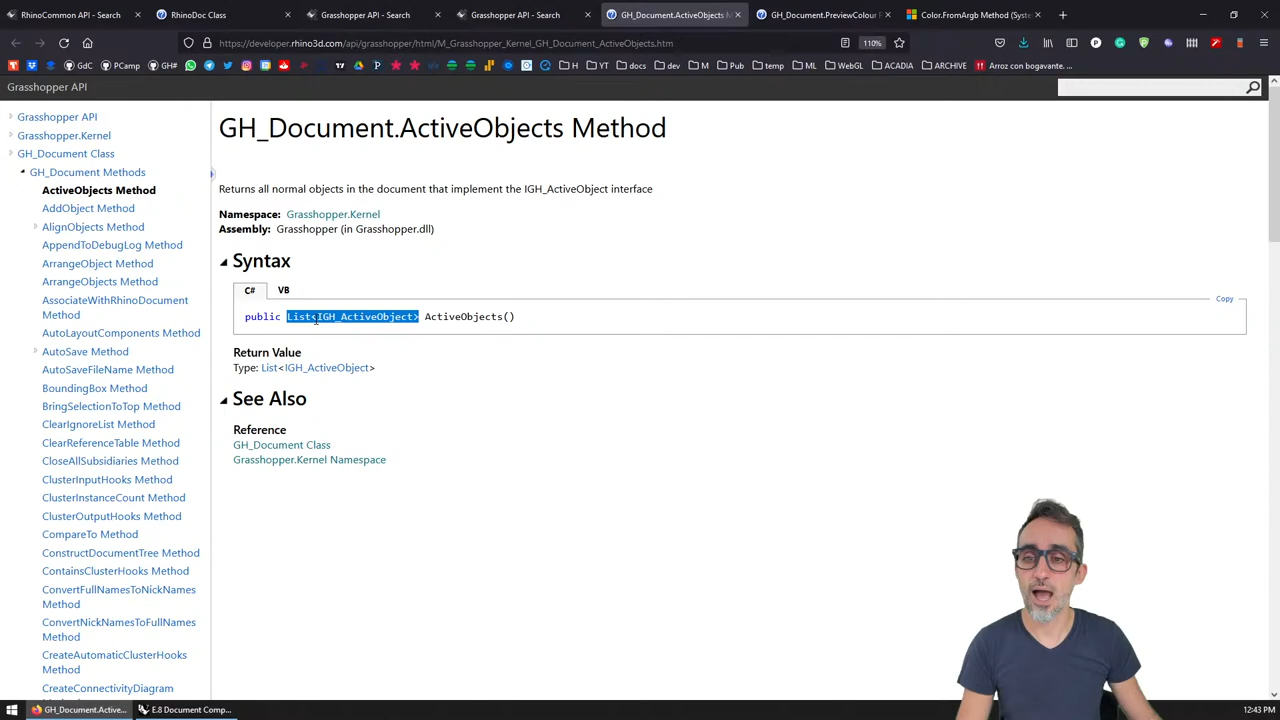 RhinoCommon API
RhinoDoc Class
Grasshopper API - Search
Grasshopper API - Search
GH_Document.ActiveObjects M
GH_Document.PreviewColour
Color.FromArgb Method (Syst
https://developer.rhino3d.com/api/grasshopper/html/M_Grasshopper_Kernel_GH_Document_ActiveObjects.htm
110%
GdC
PCamp
GH#
H
YT
docs
dev
M
Pub
temp
ML
GH
ACADIA
ARCHIVE
Arroz con bogavante.
Grasshopper API
Grasshopper API
Grasshopper.Kernel
GH_Document Class
GH_Document Methods
ActiveObjects Method
AddObject Method
AlignObjects Method
AppendToDebugLog Method
ArrangeObject Method
ArrangeObjects Method
AssociateWithRhinoDocument
Method
AutoLayoutComponents Method
AutoSave Method
AutoSaveFileName Method
BoundingBox Method
BringSelectionToTop Method
ClearIgnoreList Method
ClearReferenceTable Method
CloseAllSubsidiaries Method
ClusterInputHooks Method
ClusterInstanceCount Method
ClusterOutputHooks Method
CompareTo Method
ConstructDocumentTree Method
ContainsClusterHooks Method
ConvertFullNamesToNickNames
Method
ConvertNickNamesToFullNames
Method
CreateAutomaticClusterHooks
Method
CreateConnectivityDiagram
GH_Document.ActiveObjects Method
Returns all normal objects in the document that implement the IGH_ActiveObject interface
Namespace: Grasshopper.Kernel
Assembly: Grasshopper (in Grasshopper.dll)
Syntax
C# VB
Copy
public List<IGH_ActiveObject> ActiveObjects()
Return Value
Type: List<IGH_ActiveObject>
See Also
Reference
GH_Document Class
Grasshopper.Kernel Namespace
GH_Document.Active...
E.8 Document Comp...
12:43 PM